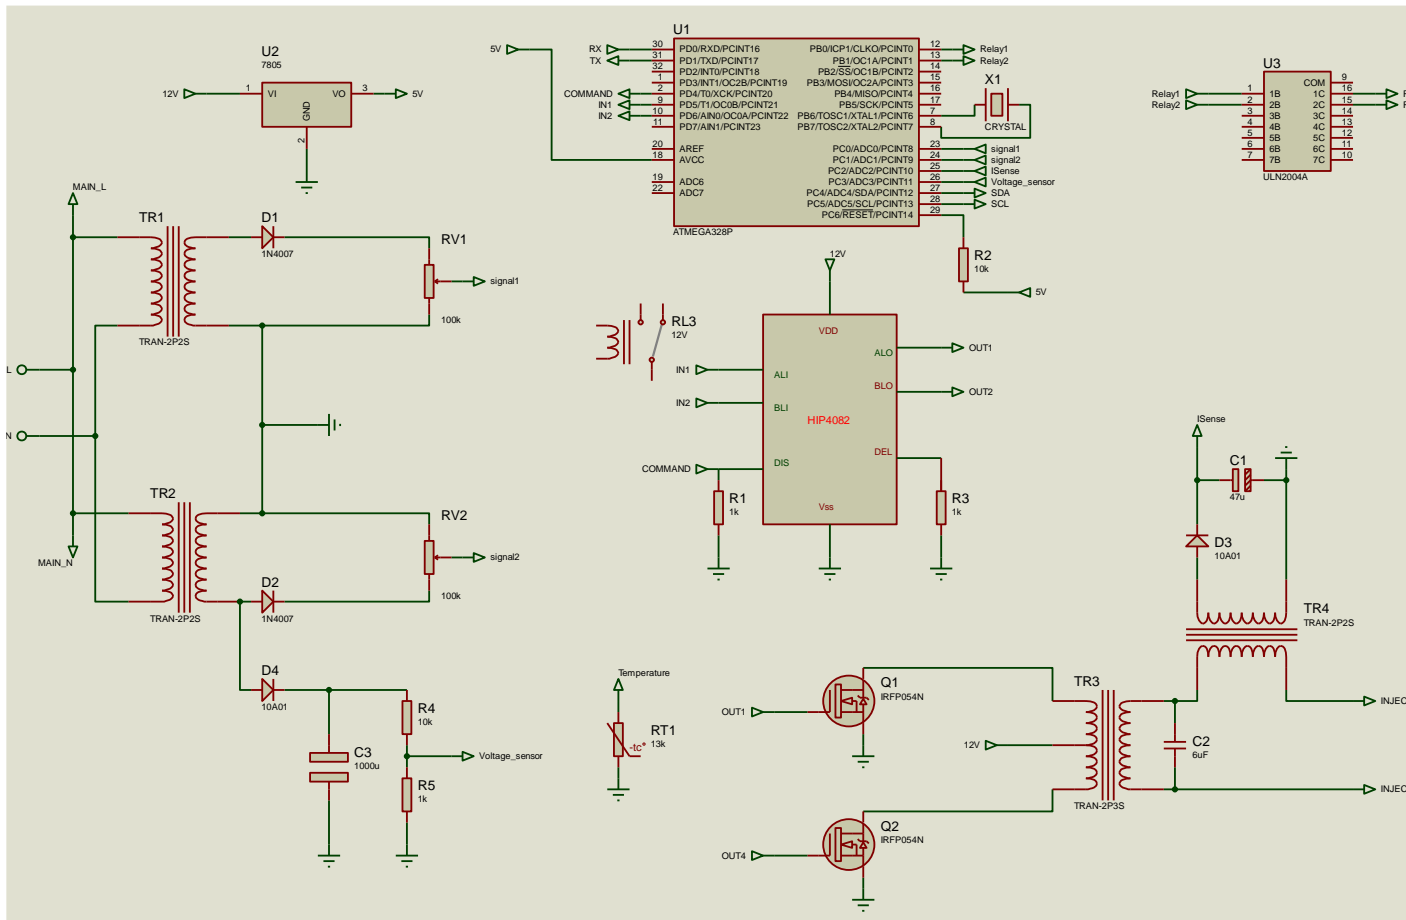 U1
U2
7805
12V
1
VI
VO
3
5V
GND
2
5V
RX
TX
COMMAND
IN1
IN2
30
31
32
1
2
9
10
11
20
18
19
22
PD0/RXD/PCINT16
PD1/TXD/PCINT17
PD2/INT0/PCINT18
PD3/INT1/OC2B/PCINT19
PD4/T0/XCK/PCINT20
PD5/T1/OC0B/PCINT21
PD6/AIN0/OC0A/PCINT22
PD7/AIN1/PCINT23
AREF
AVCC
ADC6
ADC7
PB0/ICP1/CLKO/PCINT0
PB1/OC1A/PCINT1
PB2/SS/OC1B/PCINT2
PB3/MOSI/OC2A/PCINT3
PB4/MISO/PCINT4
PB5/SCK/PCINT5
PB6/TOSC1/XTAL1/PCINT6
PB7/TOSC2/XTAL2/PCINT7
PC0/ADC0/PCINT8
PC1/ADC1/PCINT9
PC2/ADC2/PCINT10
PC3/ADC3/PCINT11
PC4/ADC4/SDA/PCINT12
PC5/ADC5/SCL/PCINT13
PC6/RESET/PCINT14
12
13
14
15
16
17
7
8
23
24
25
26
27
28
29
Relay1
Relay2
signal1
signal2
ISense
Voltage_sensor
SDA
SCL
ATMEGA328P
X1
CRYSTAL
R2
10k
5V
U3
Relay1
Relay2
1
2
3
4
5
6
7
1B
2B
3B
4B
5B
6B
7B
COM
1C
2C
3C
4C
5C
6C
7C
9
16
15
14
13
12
11
10
ULN2004A
MAIN_L
TR1
TRAN-2P2S
D1
1N4007
RV1
signal1
100k
L
N
MAIN_N
TR2
TRAN-2P2S
RV2
signal2
100k
D2
1N4007
D4
10A01
C3
1000u
R4
10k
Voltage_sensor
R5
1k
RL3
12V
12V
VDD
ALI
BLI
DIS
ALO
BLO
DEL
Vss
HIP4082
IN1
IN2
COMMAND
OUT1
OUT2
R1
1k
R3
1k
Temperature
RT1
13k
-tc°
OUT1
Q1
IRFP054N
12V
OUT4
Q2
IRFP054N
TR3
TRAN-2P3S
C2
6uF
ISense
C1
47u
D3
10A01
TR4
TRAN-2P2S
INJEC
INJEC